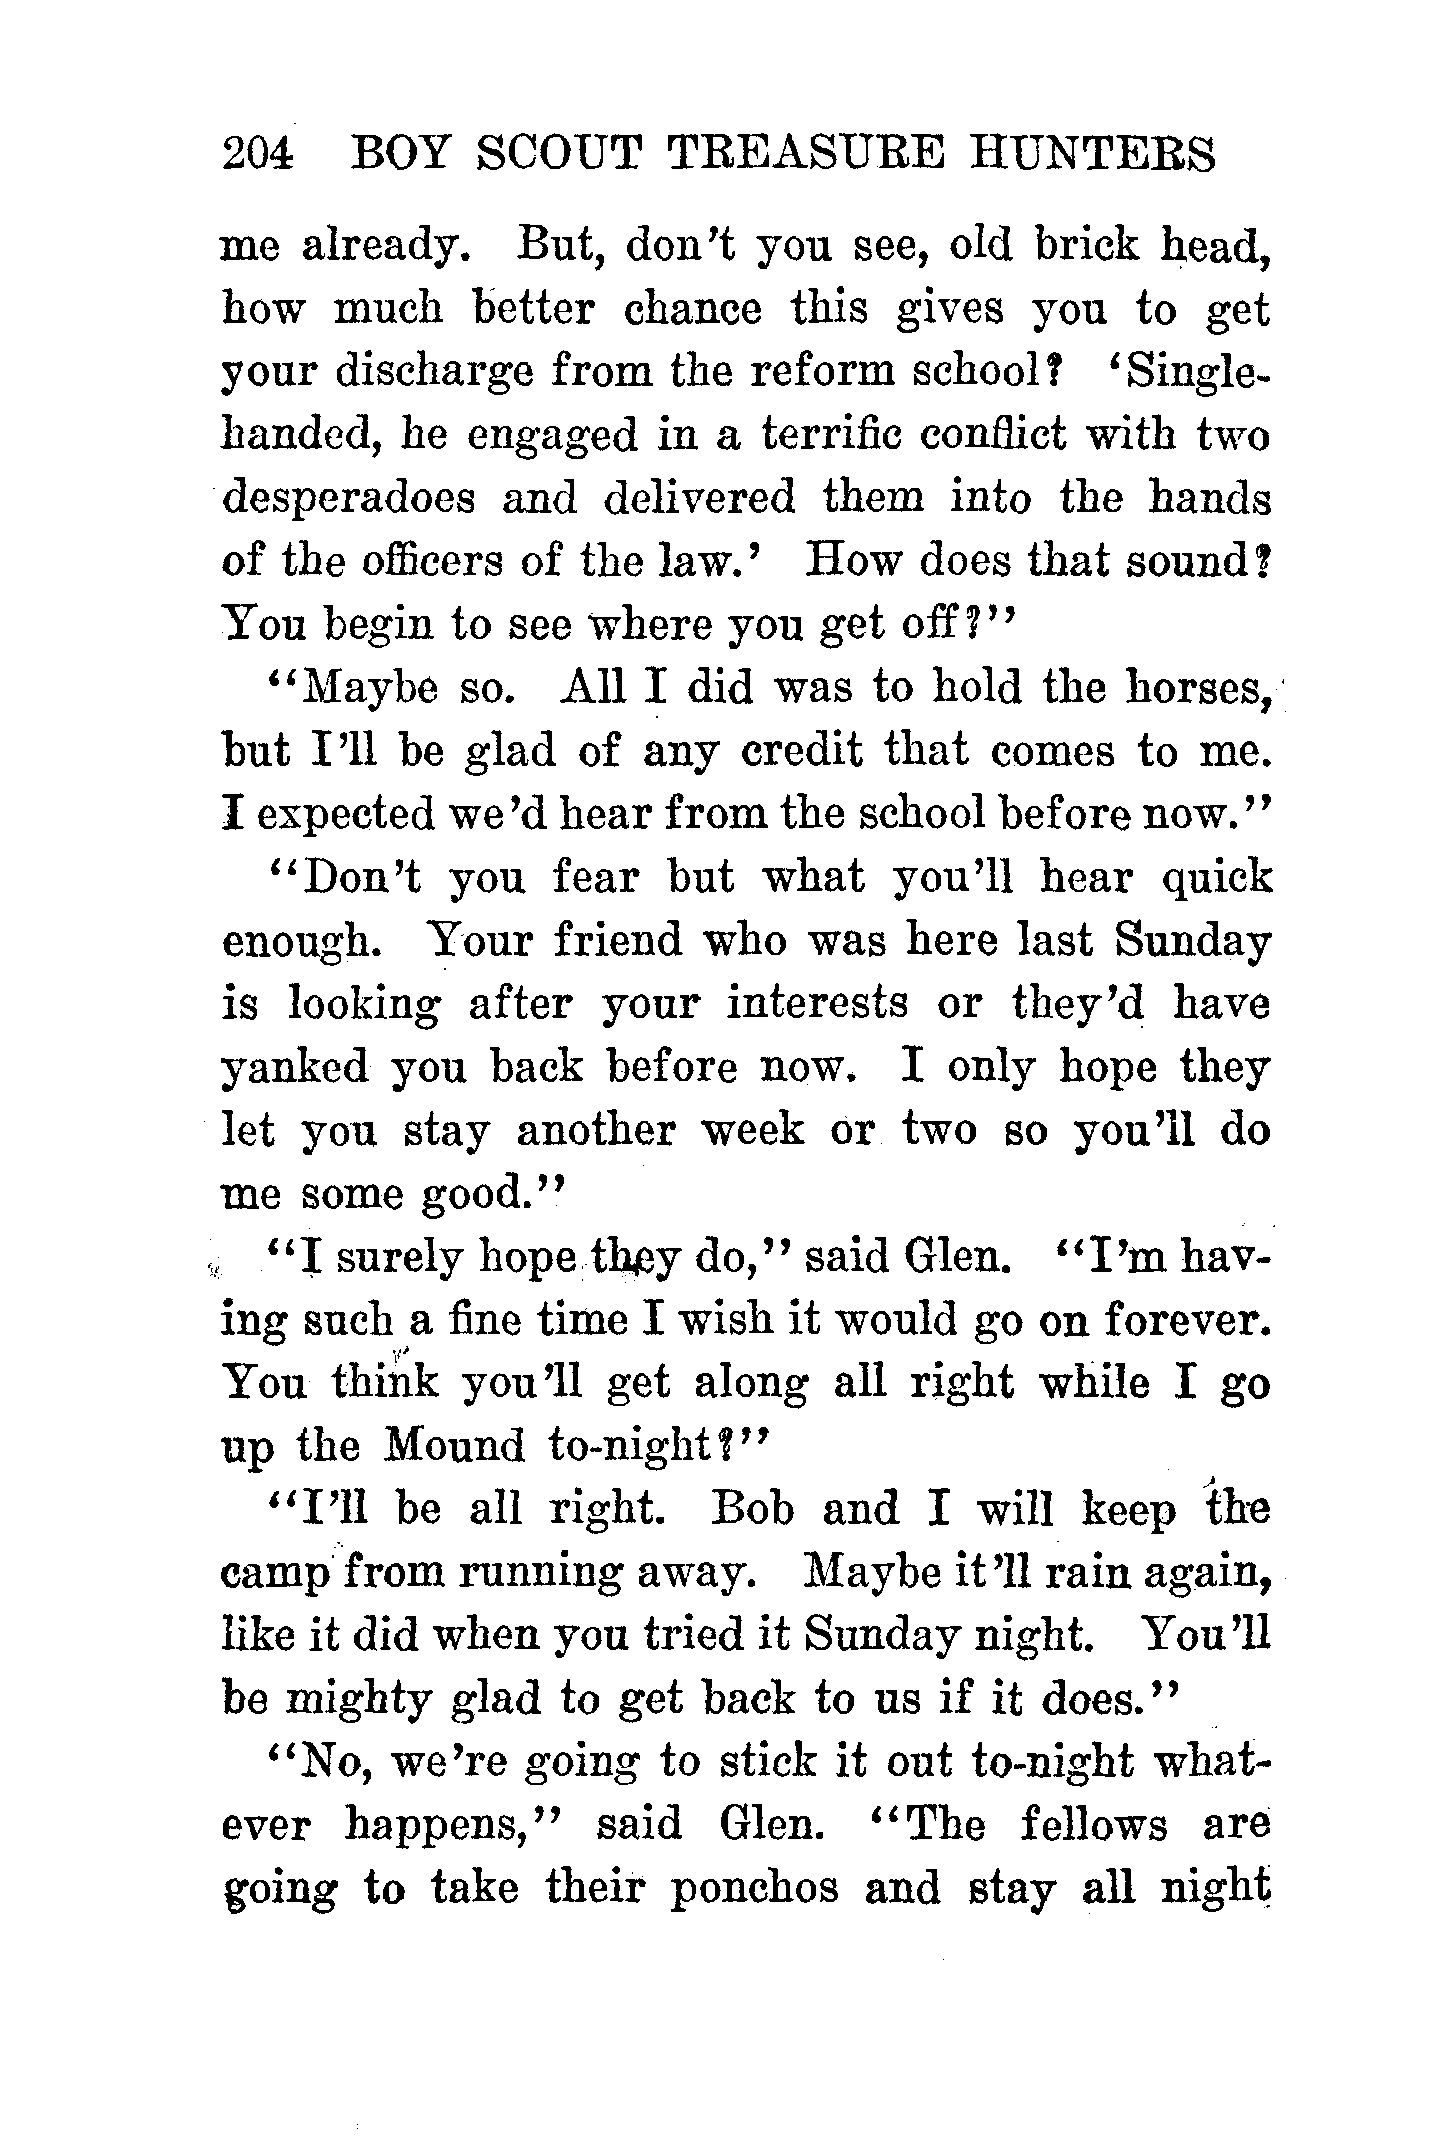 204 BOY SCOUT TREASURE HUNTERS
me already. But, don't you see, old brick head,
how much better chance this gives you to get
your discharge from the reform school? 'Single-
handed, he engaged in a terrific conflict with two
desperadoes and delivered them into the hands
of the officers of the law.' How does that sound?
You begin to see where you get off?"
"Maybe so. All I did was to hold the horses,
but I'll be glad of any credit that comes to me.
I expected we'd hear from the school before now."
"Don't you fear but what you'll hear quick
enough. Your friend who was here last Sunday
is looking after your interests or they'd have
yanked you back before now. I only hope they
let you stay another week or two so you'll do
me some good."
"I surely hope they do," said Glen. "I'm hav-
ing such a fine time I wish it would go on forever.
You think you'll get along all right while I go
up the Mound to-night?"
"I'll be all right. Bob and I will keep the
camp from running away. Maybe it'll rain again,
like it did when you tried it Sunday night. You'll
be mighty glad to get back to us if it does."
"No, we're going to stick it out to-night what-
ever happens," said Glen. "The fellows are
going to take their ponchos and stay all night